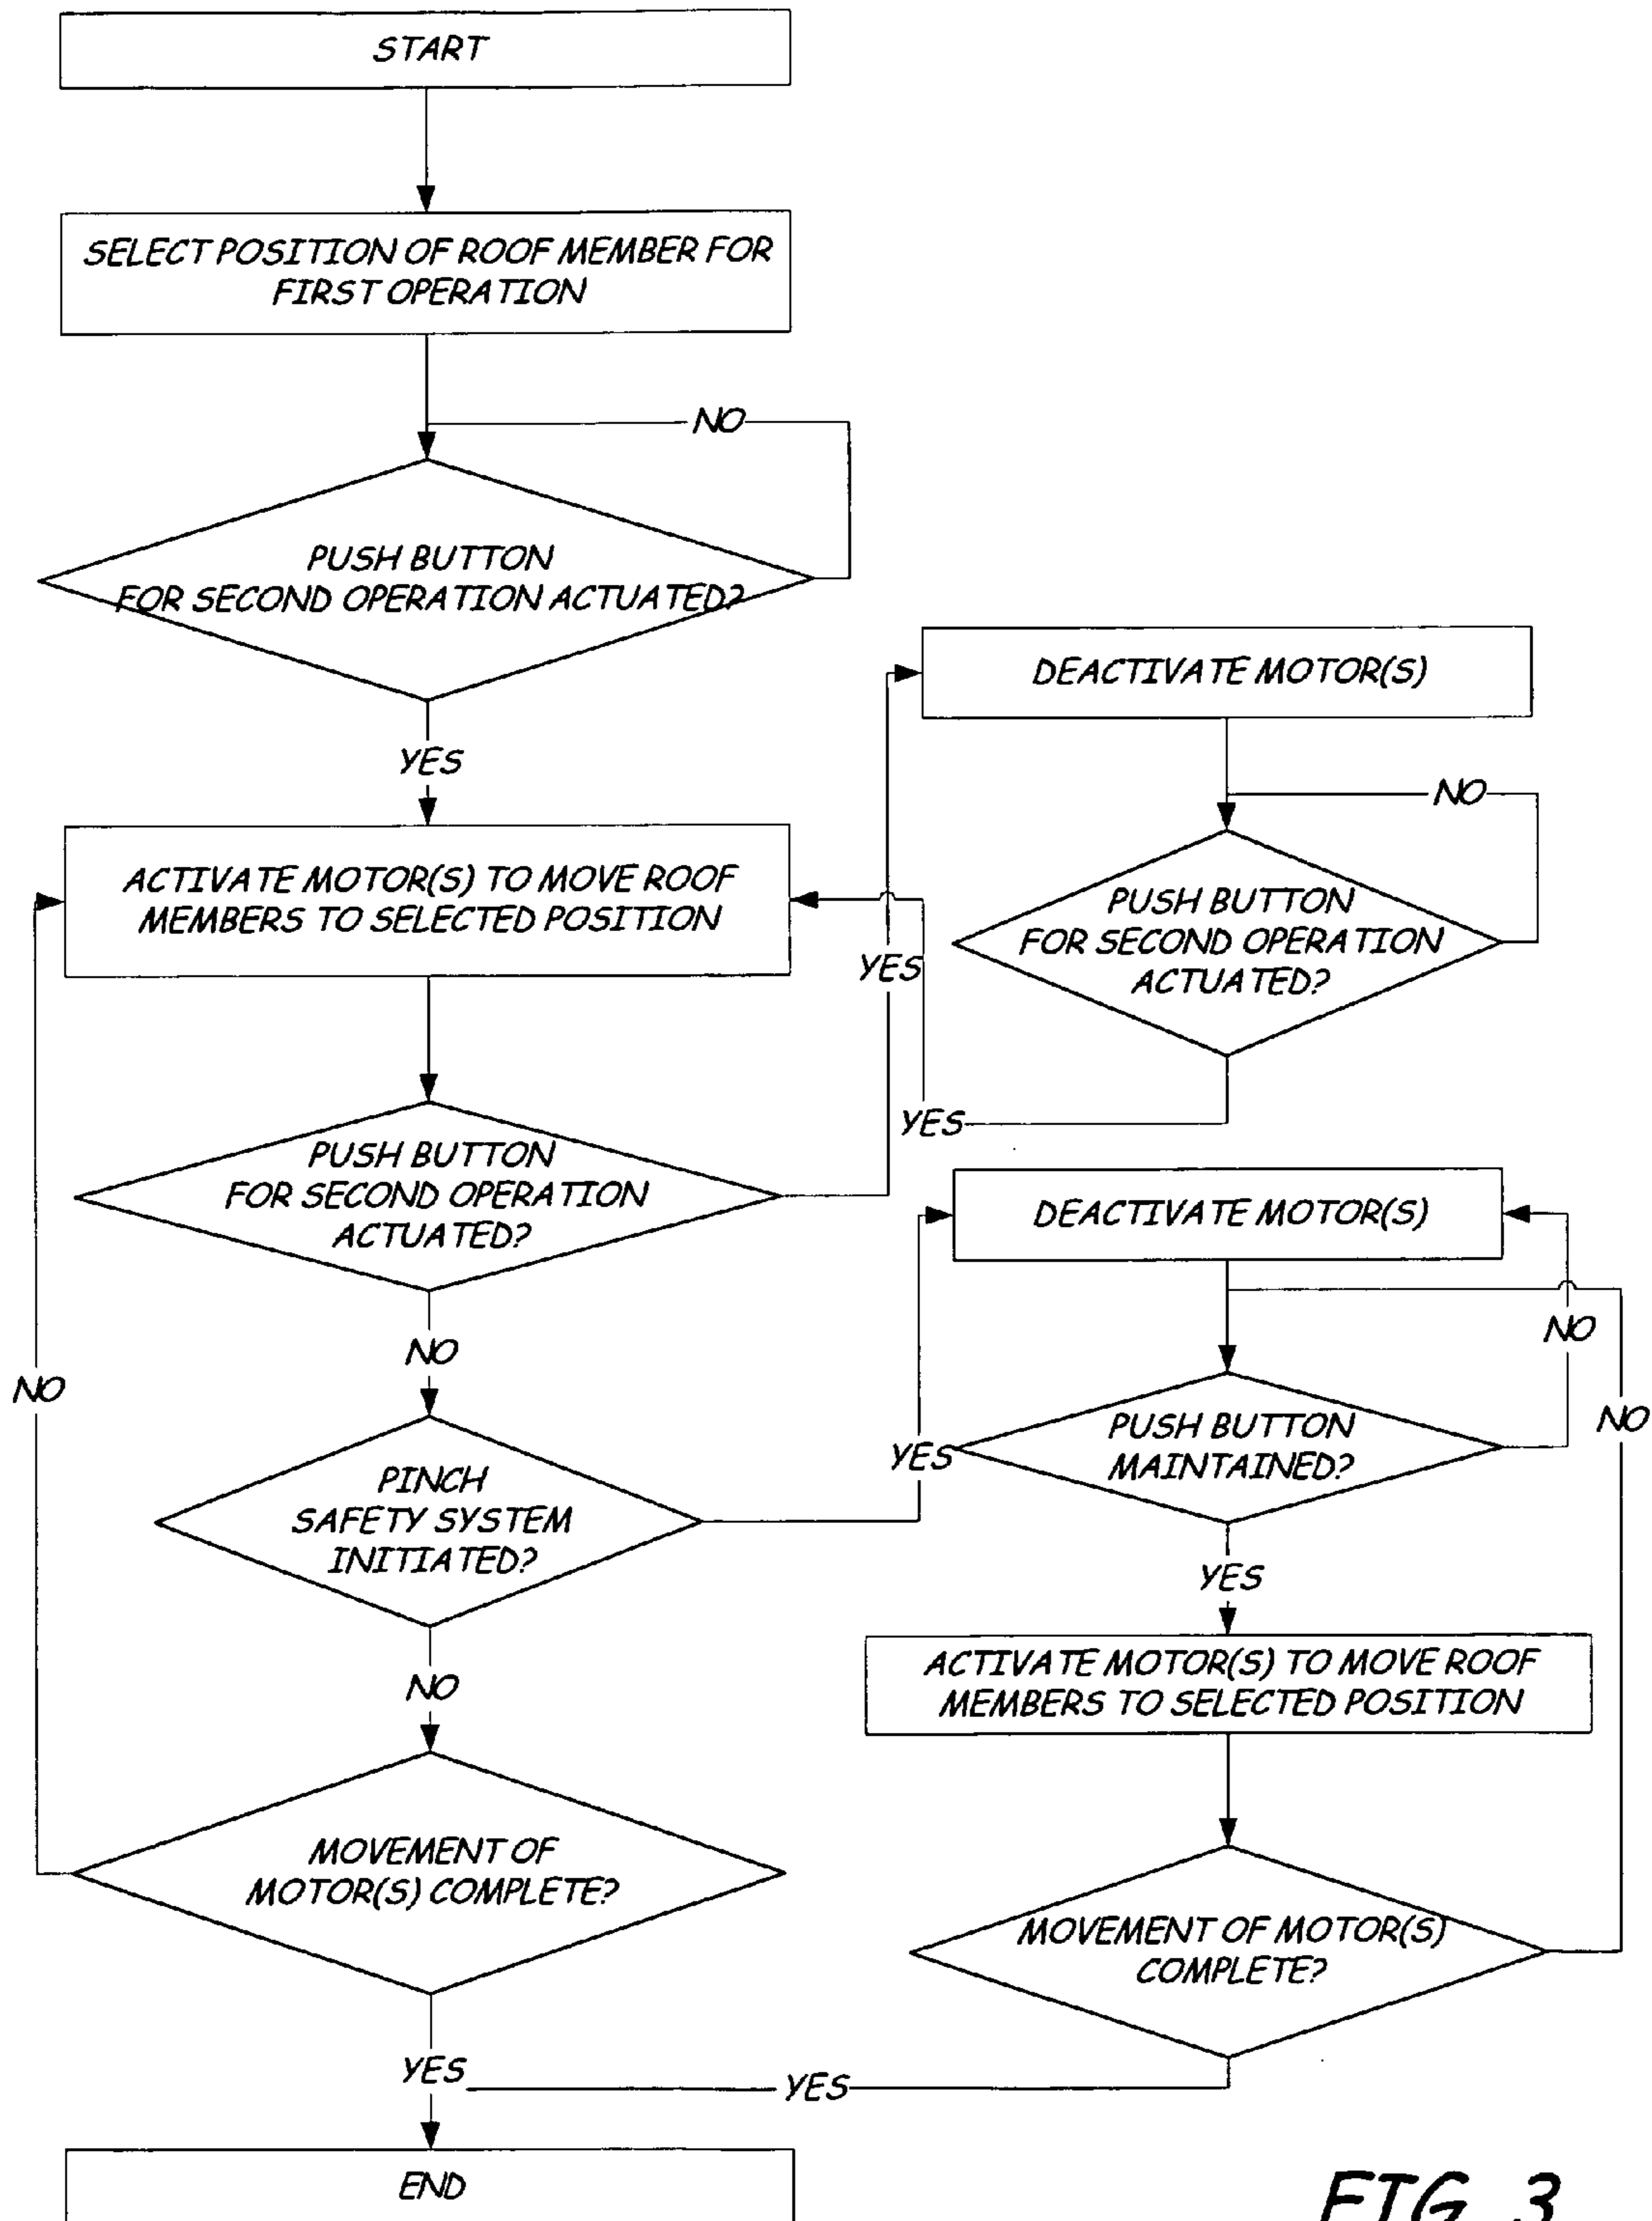 START
SELECT POSITION OF ROOF MEMBER FOR
FIRST OPERATION
NO
PUSH BUTTON
FOR SECOND OPERATION ACTUATED?
YES
ACTIVATE MOTOR(S) TO MOVE ROOF
MEMBERS TO SELECTED POSITION
PUSH BUTTON
FOR SECOND OPERATION
ACTUATED?
NO
NO
PINCH
SAFETY SYSTEM
INITIATED?
NO
MOVEMENT OF
MOTOR(S) COMPLETE?
YES
END
DEACTIVATE MOTOR(S)
NO
PUSH BUTTON
FOR SECOND OPERATION
ACTUATED?
YES
YES
DEACTIVATE MOTOR(S)
NO
NO
PUSH BUTTON
MAINTAINED?
YES
YES
ACTIVATE MOTOR(S) TO MOVE ROOF
MEMBERS TO SELECTED POSITION
MOVEMENT OF MOTOR(S)
COMPLETE?
YES
FIG. 3